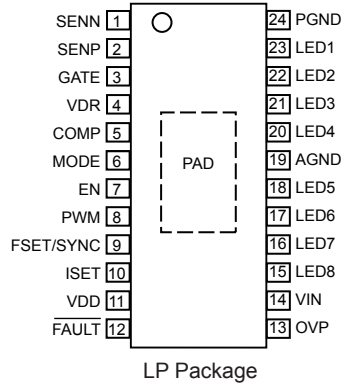 SENN 1 24 PGND
SENP 2 23 LED1
GATE 3 22 LED2
VDR 4 21 LED3
COMP 5 20 LED4
MODE 6 PAD 19 AGND
EN 7 18 LED5
PWM 8 17 LED6
FSET/SYNC 9 16 LED7
ISET 10 15 LED8
VDD 11 14 VIN
FAULT 12 13 OVP
LP Package